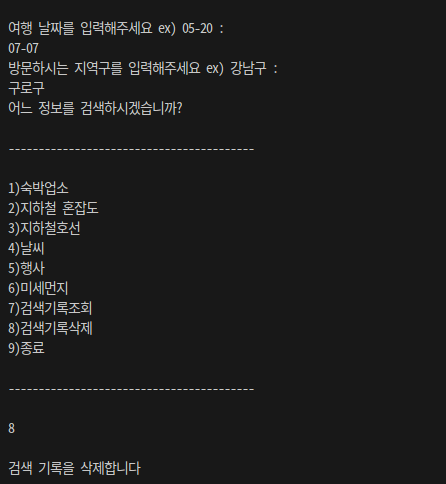 여행 날짜를 입력해주세요 ex) 05-20 :
07-07
방문하시는 지역구를 입력해주세요 ex) 강남구 :
구로구
어느 정보를 검색하시겠습니까?
-----------------------------------------
1)숙박업소
2)지하철 혼잡도
3)지하철호선
4)날씨
5)행사
6)미세먼지
7)검색기록조회
8)검색기록삭제
9)종료
-----------------------------------------
8
검색 기록을 삭제합니다